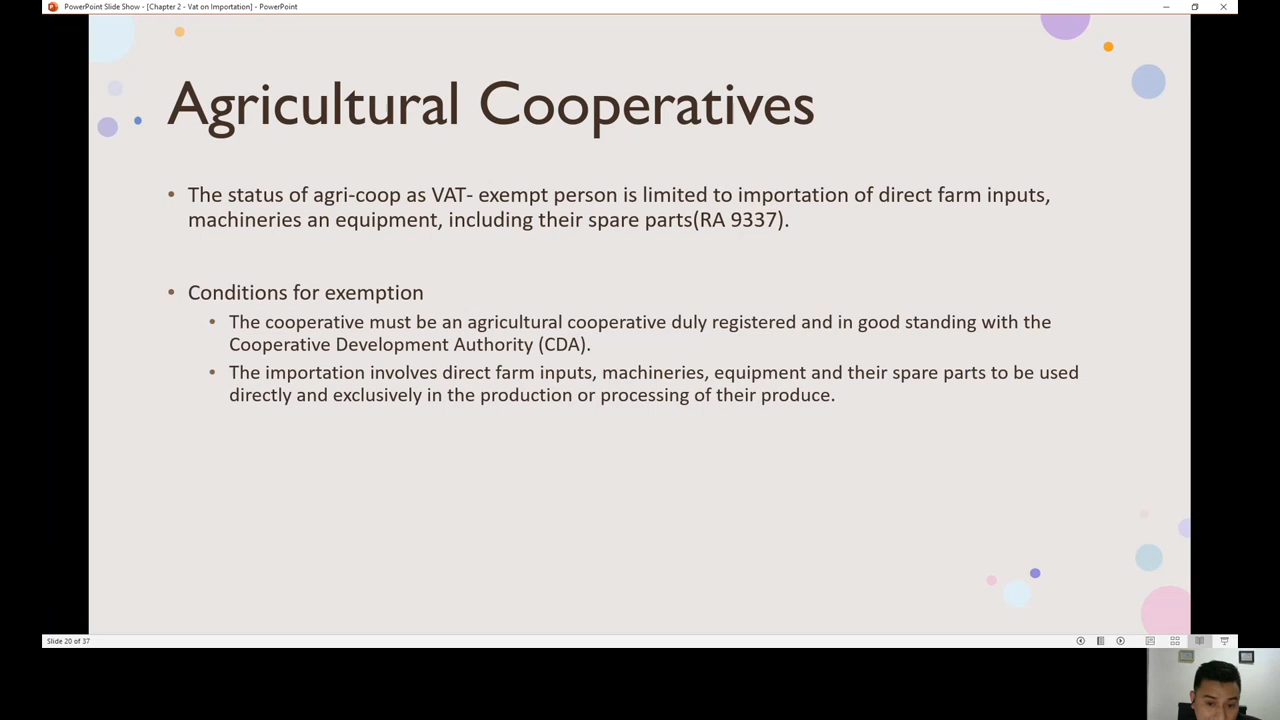 PowerPoint Slide Show - [Chapter 2 - Vat on Importation] - PowerPoint
Agricultural Cooperatives
• The status of agri-coop as VAT- exempt person is limited to importation of direct farm inputs,
machineries an equipment, including their spare parts(RA 9337).
• Conditions for exemption
• The cooperative must be an agricultural cooperative duly registered and in good standing with the
Cooperative Development Authority (CDA).
• The importation involves direct farm inputs, machineries, equipment and their spare parts to be used
directly and exclusively in the production or processing of their produce.
Slide 20 of 37